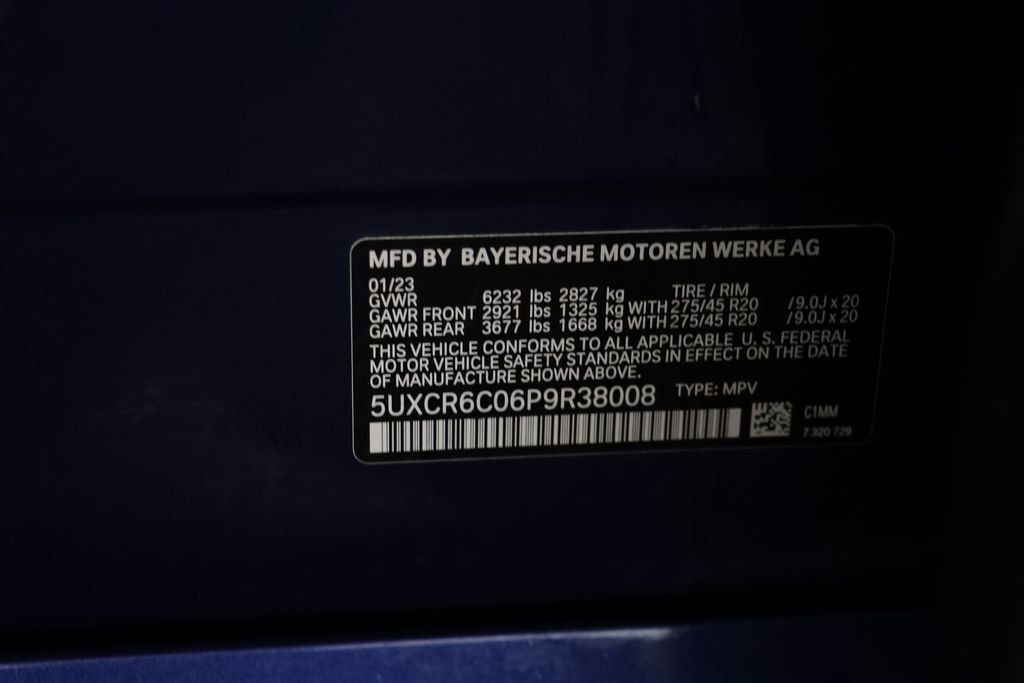 MFD BY BAYERISCHE MOTOREN WERKE AG
01/23
GVWR 6232 lbs 2827 kg TIRE / RIM
GAWR FRONT 2921 lbs 1325 kg WITH 275/45 R20 / 9.0J x 20
GAWR REAR 3677 lbs 1668 kg WITH 275/45 R20 / 9.0J x 20
THIS VEHICLE CONFORMS TO ALL APPLICABLE U. S. FEDERAL
MOTOR VEHICLE SAFETY STANDARDS IN EFFECT ON THE DATE
OF MANUFACTURE SHOWN ABOVE.
5UXCR6C06P9R38008 TYPE: MPV
C1MM
7 320 729